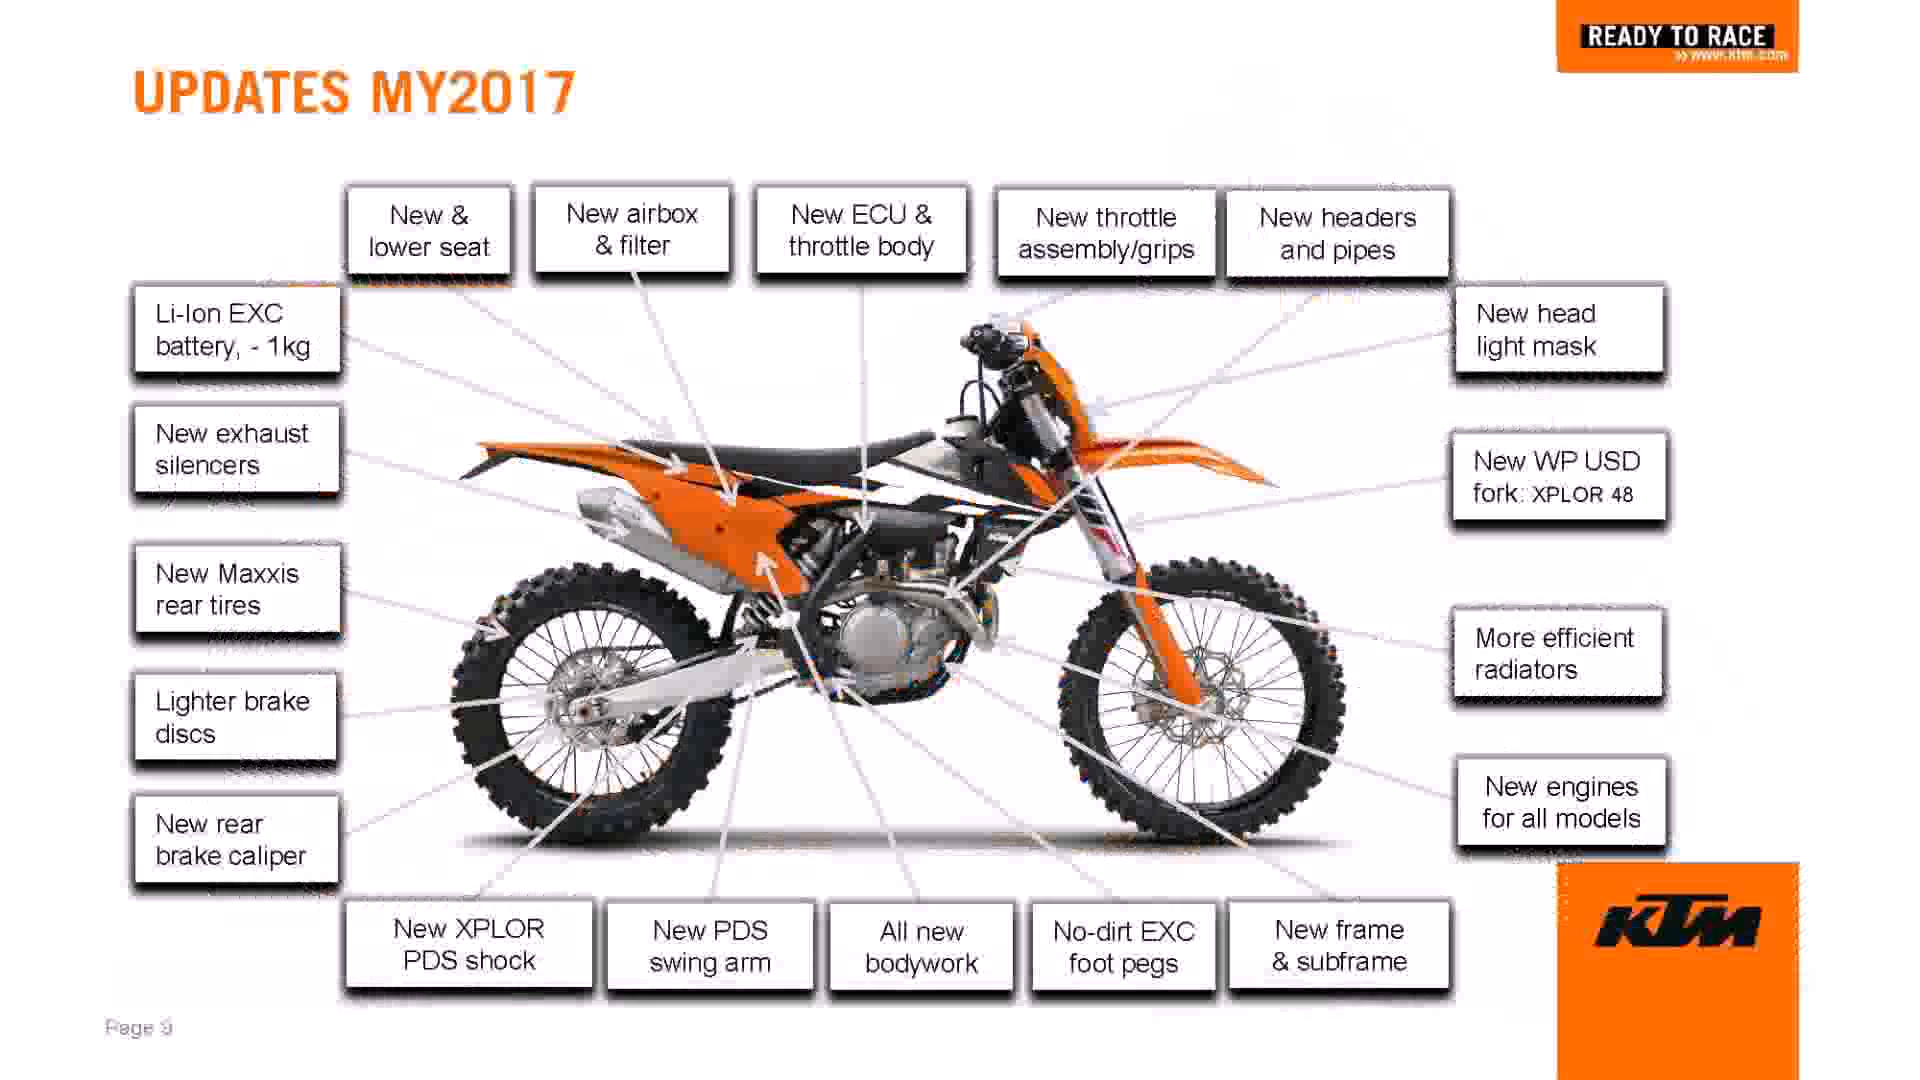 READY TO RACE
» www.ktm.com
UPDATES MY2017
New &
lower seat
New airbox
& filter
New ECU &
throttle body
New throttle
assembly/grips
New headers
and pipes
Li-Ion EXC
battery, - 1kg
New head
light mask
New exhaust
silencers
New WP USD
fork: XPLOR 48
New Maxxis
rear tires
More efficient
radiators
Lighter brake
discs
New engines
for all models
New rear
brake caliper
New XPLOR
PDS shock
New PDS
swing arm
All new
bodywork
No-dirt EXC
foot pegs
New frame
& subframe
KTM
Page 9